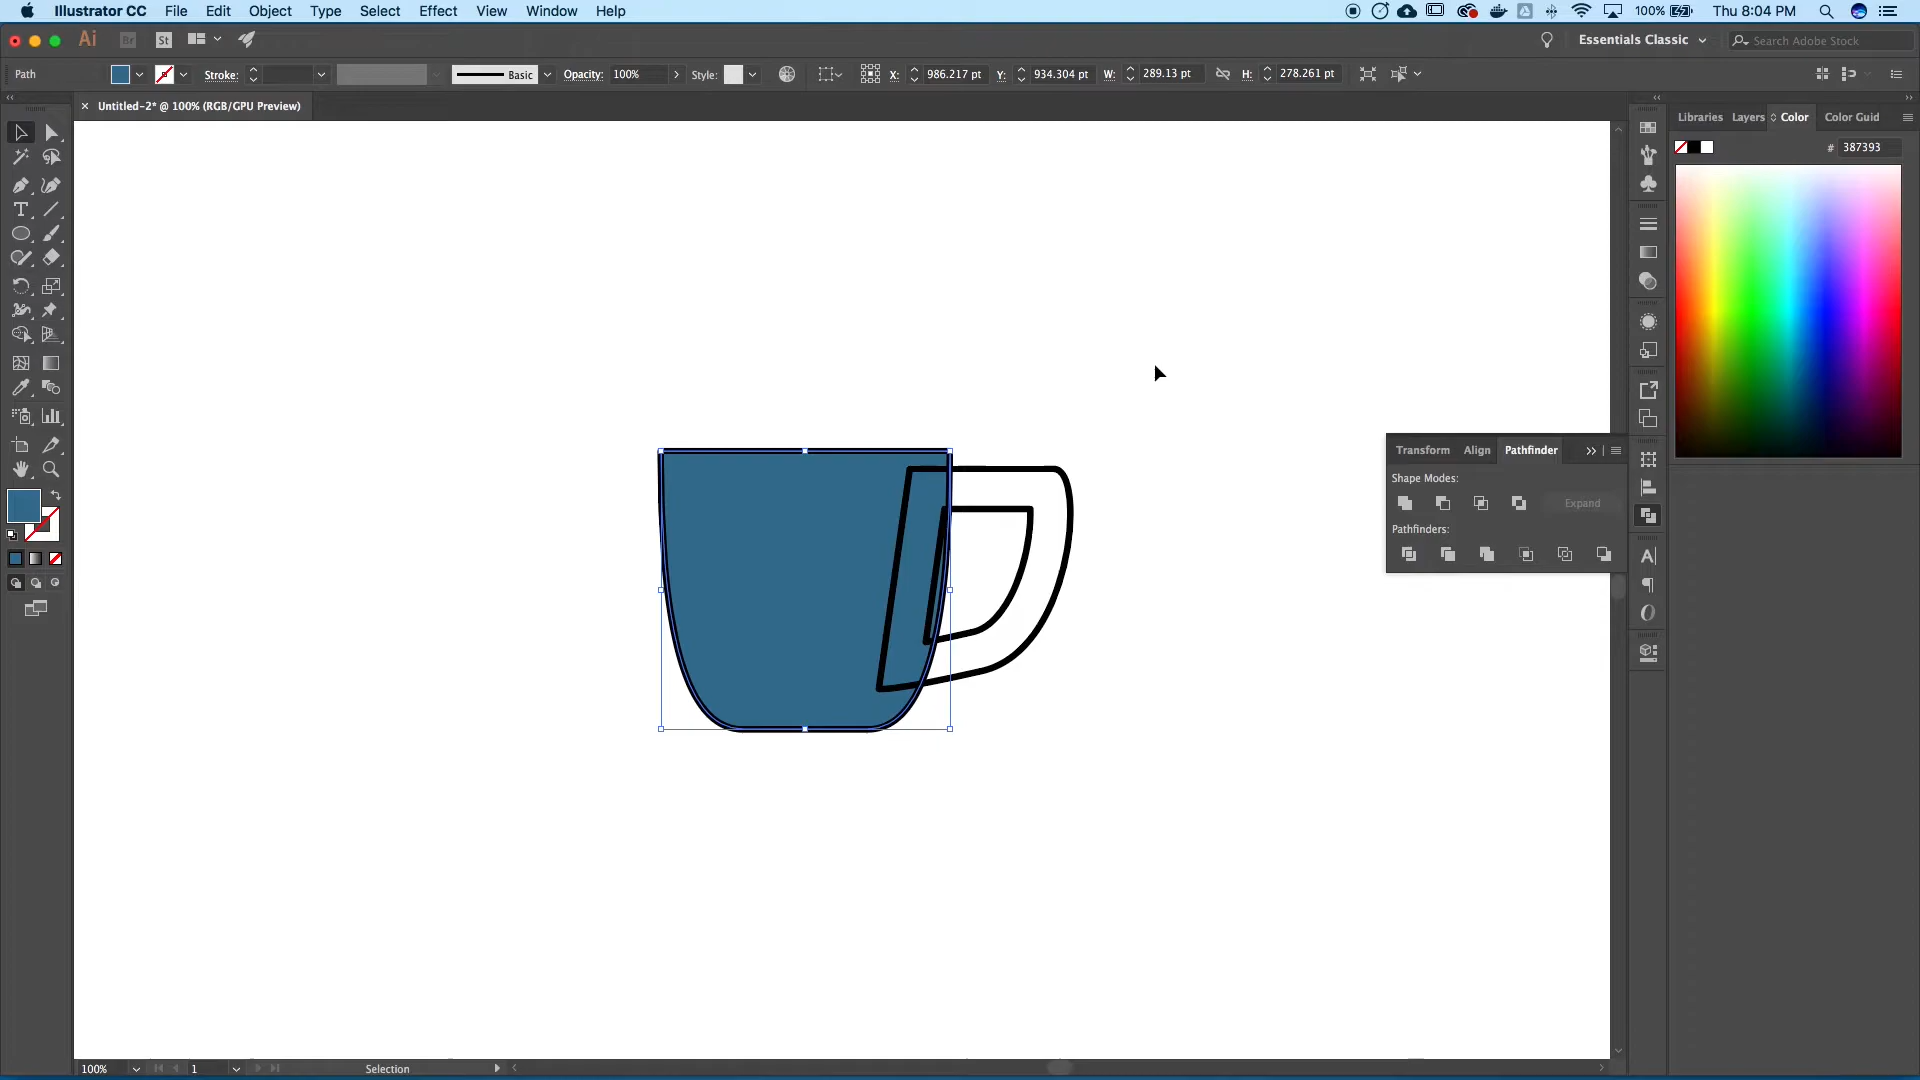 Illustrator CC File Edit Object Type Select Effect View Window Help 100% Thu 8:04 PM
Ai Br St Essentials Classic Search Adobe Stock
Path Stroke: Basic Opacity: 100% Style: X: 986.217 pt Y: 934.304 pt W: 289.13 pt H: 278.261 pt
× Untitled-2* @ 100% (RGB/GPU Preview)
Libraries Layers Color Color Guid
# 387393
Transform Align Pathfinder
Shape Modes:
Expand
Pathfinders:
100% 1 Selection